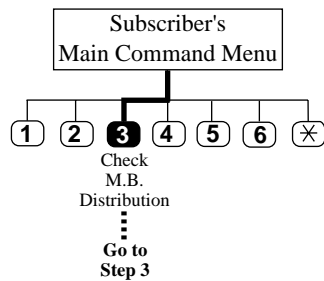 Subscriber's
Main Command Menu
1 2 3 4 5 6 *
Check
M.B.
Distribution
Go to
Step 3